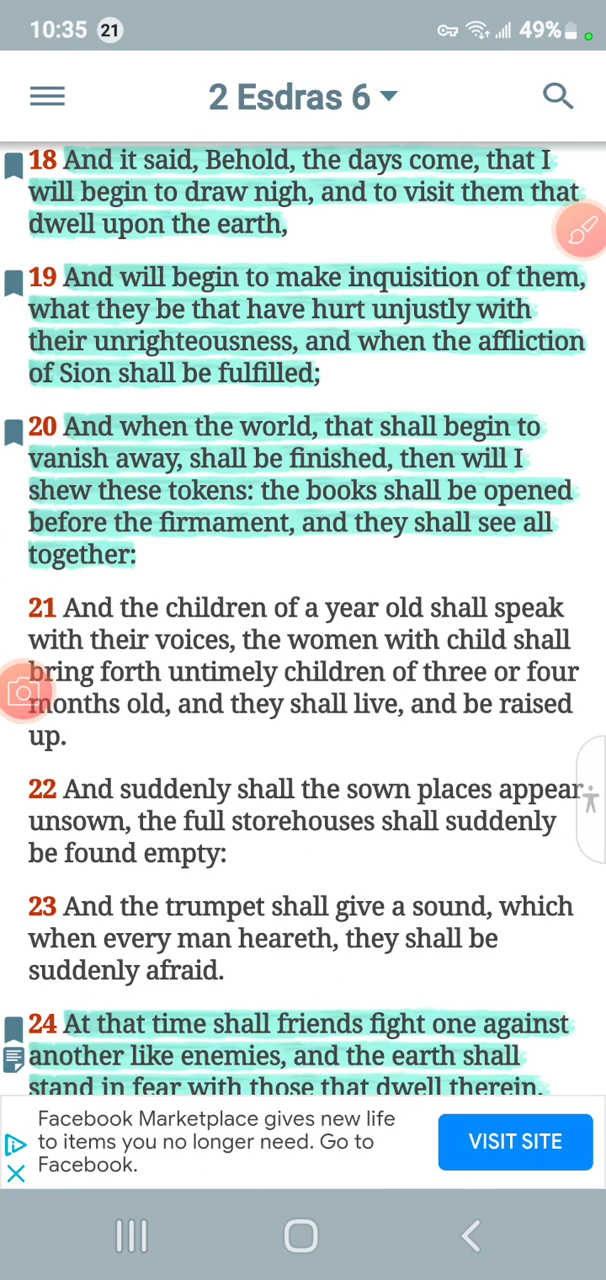 10:35 21 49%
2 Esdras 6
18 And it said, Behold, the days come, that I
will begin to draw nigh, and to visit them that
dwell upon the earth,
19 And will begin to make inquisition of them,
what they be that have hurt unjustly with
their unrighteousness, and when the affliction
of Sion shall be fulfilled;
20 And when the world, that shall begin to
vanish away, shall be finished, then will I
shew these tokens: the books shall be opened
before the firmament, and they shall see all
together:
21 And the children of a year old shall speak
with their voices, the women with child shall
bring forth untimely children of three or four
months old, and they shall live, and be raised
up.
22 And suddenly shall the sown places appear
unsown, the full storehouses shall suddenly
be found empty:
23 And the trumpet shall give a sound, which
when every man heareth, they shall be
suddenly afraid.
24 At that time shall friends fight one against
another like enemies, and the earth shall
stand in fear with those that dwell therein,
Facebook Marketplace gives new life
to items you no longer need. Go to
Facebook.
VISIT SITE